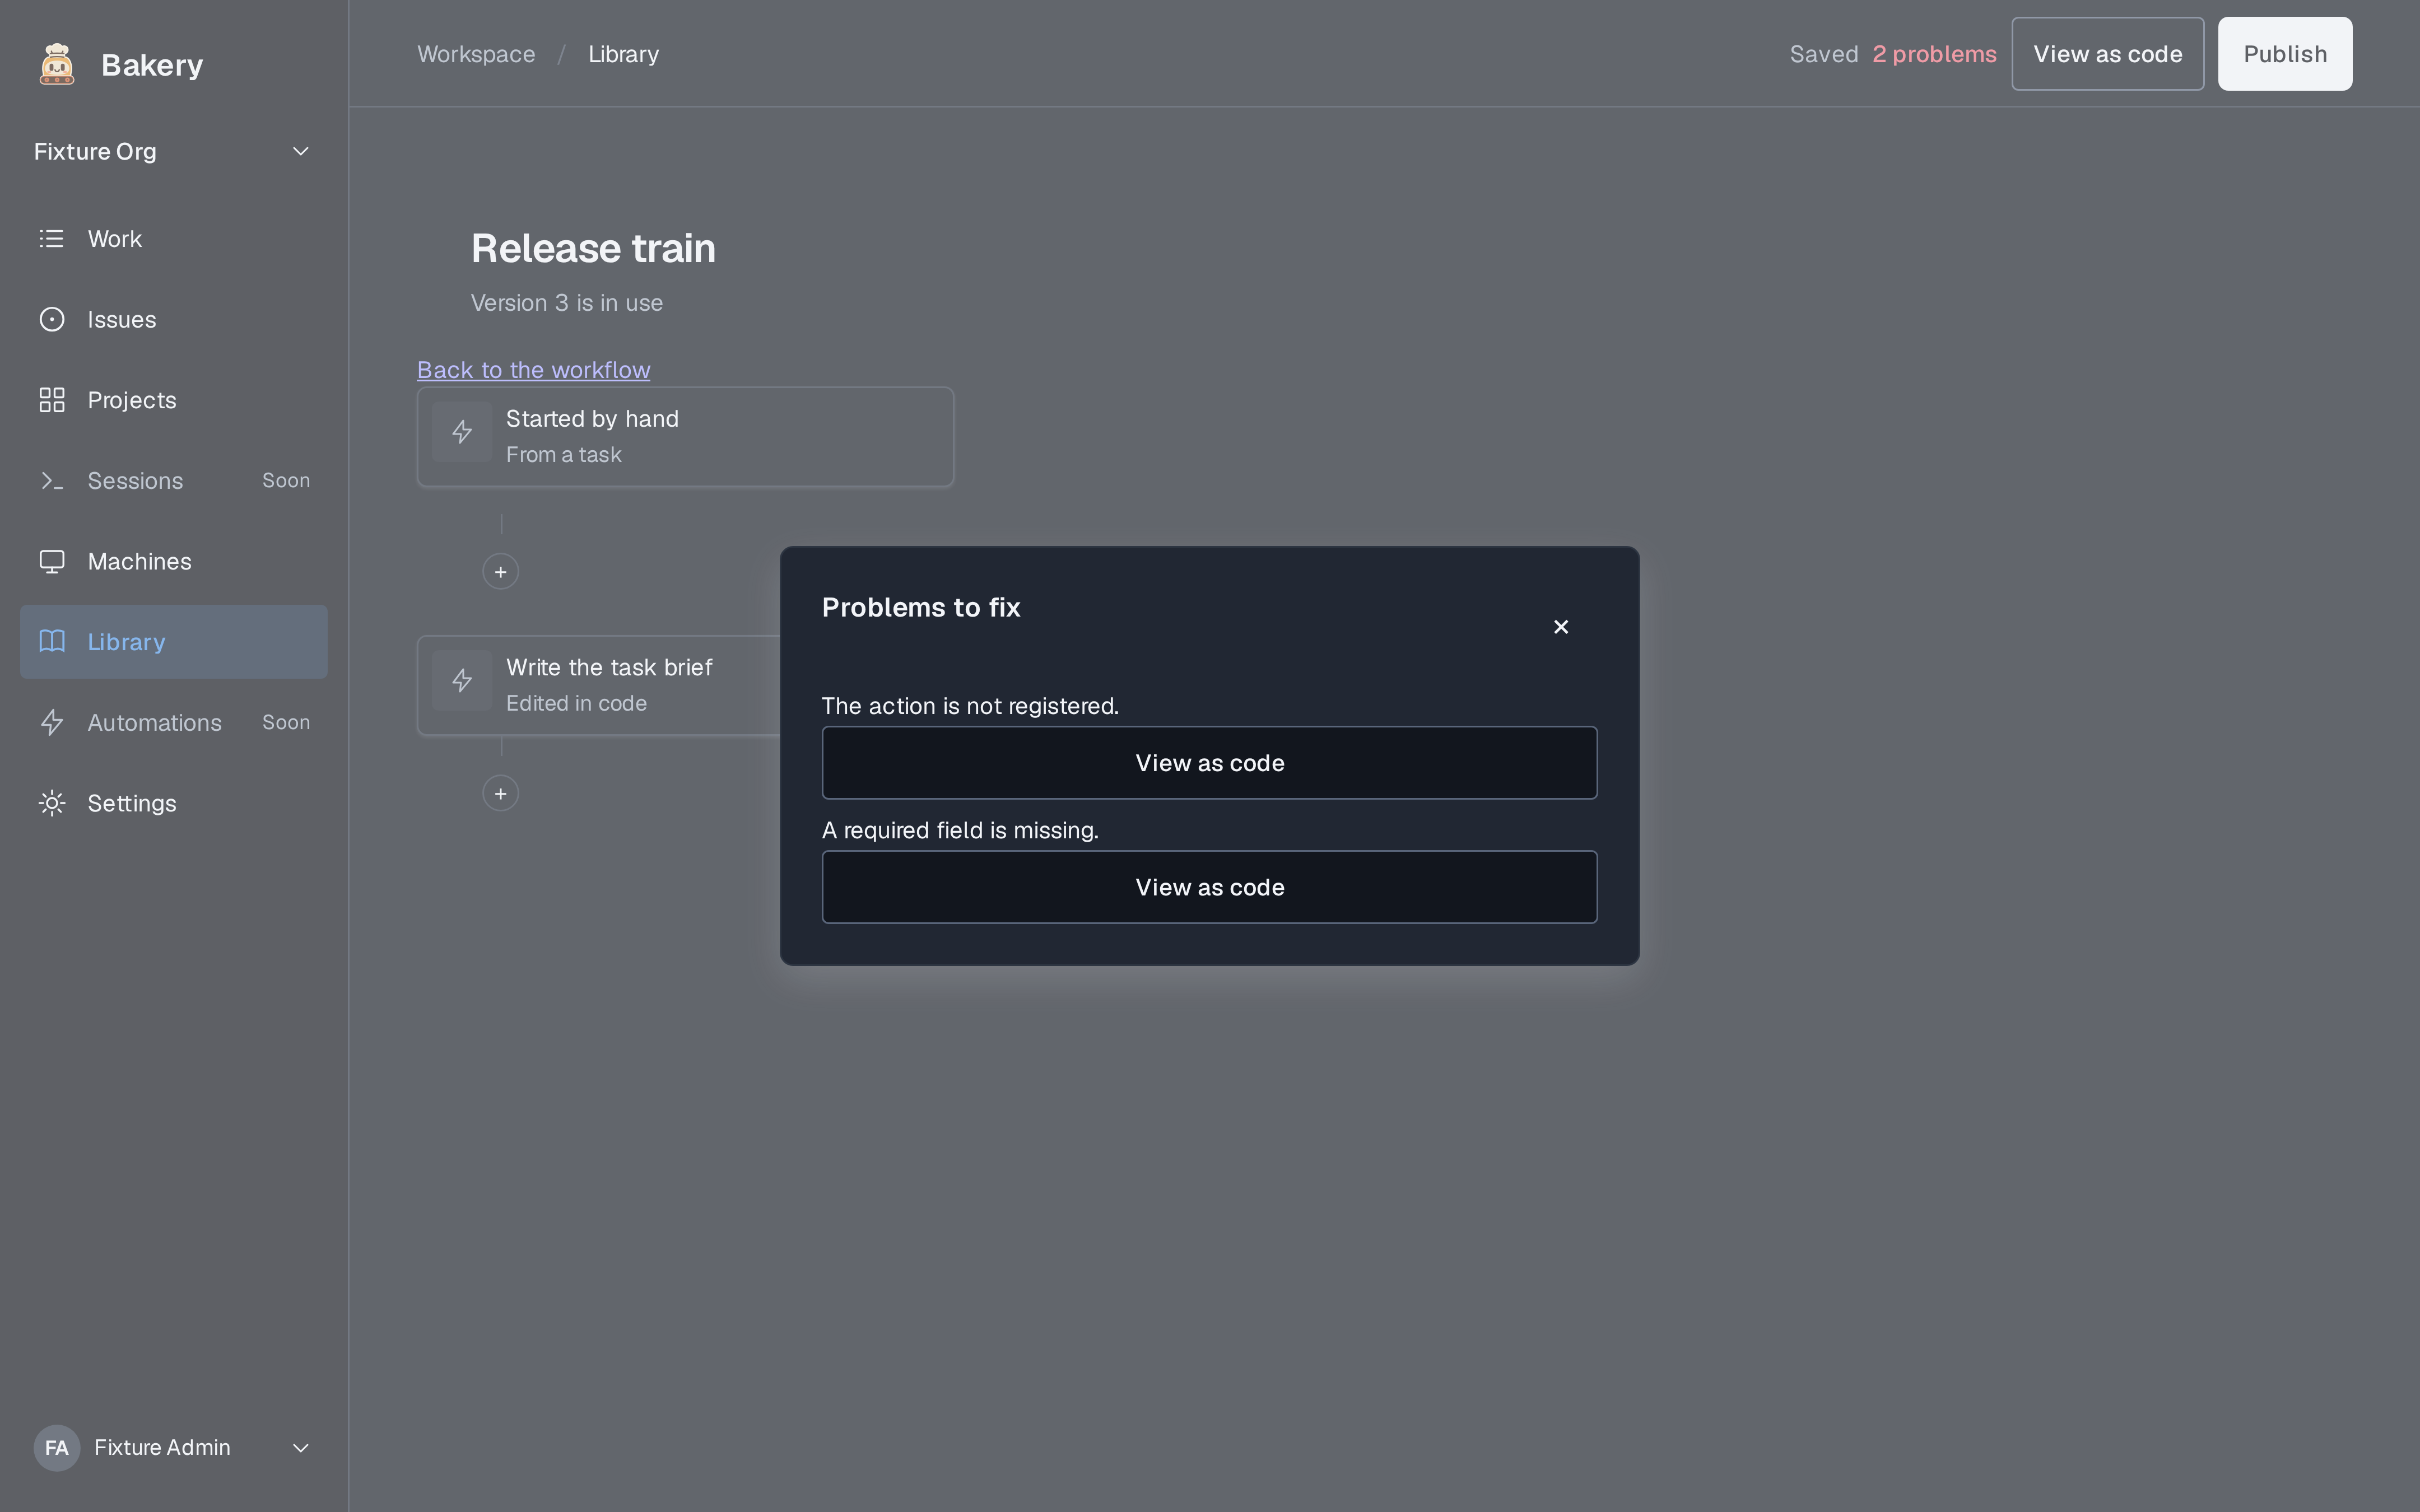 Bakery
Fixture Org
Work
Issues
Projects
Sessions Soon
Machines
Library
Automations Soon
Settings
FA Fixture Admin
Workspace / Library
Saved 2 problems View as code Publish
Release train
Version 3 is in use
Back to the workflow
Started by hand
From a task
Write the task brief
Edited in code
Problems to fix
The action is not registered.
View as code
A required field is missing.
View as code